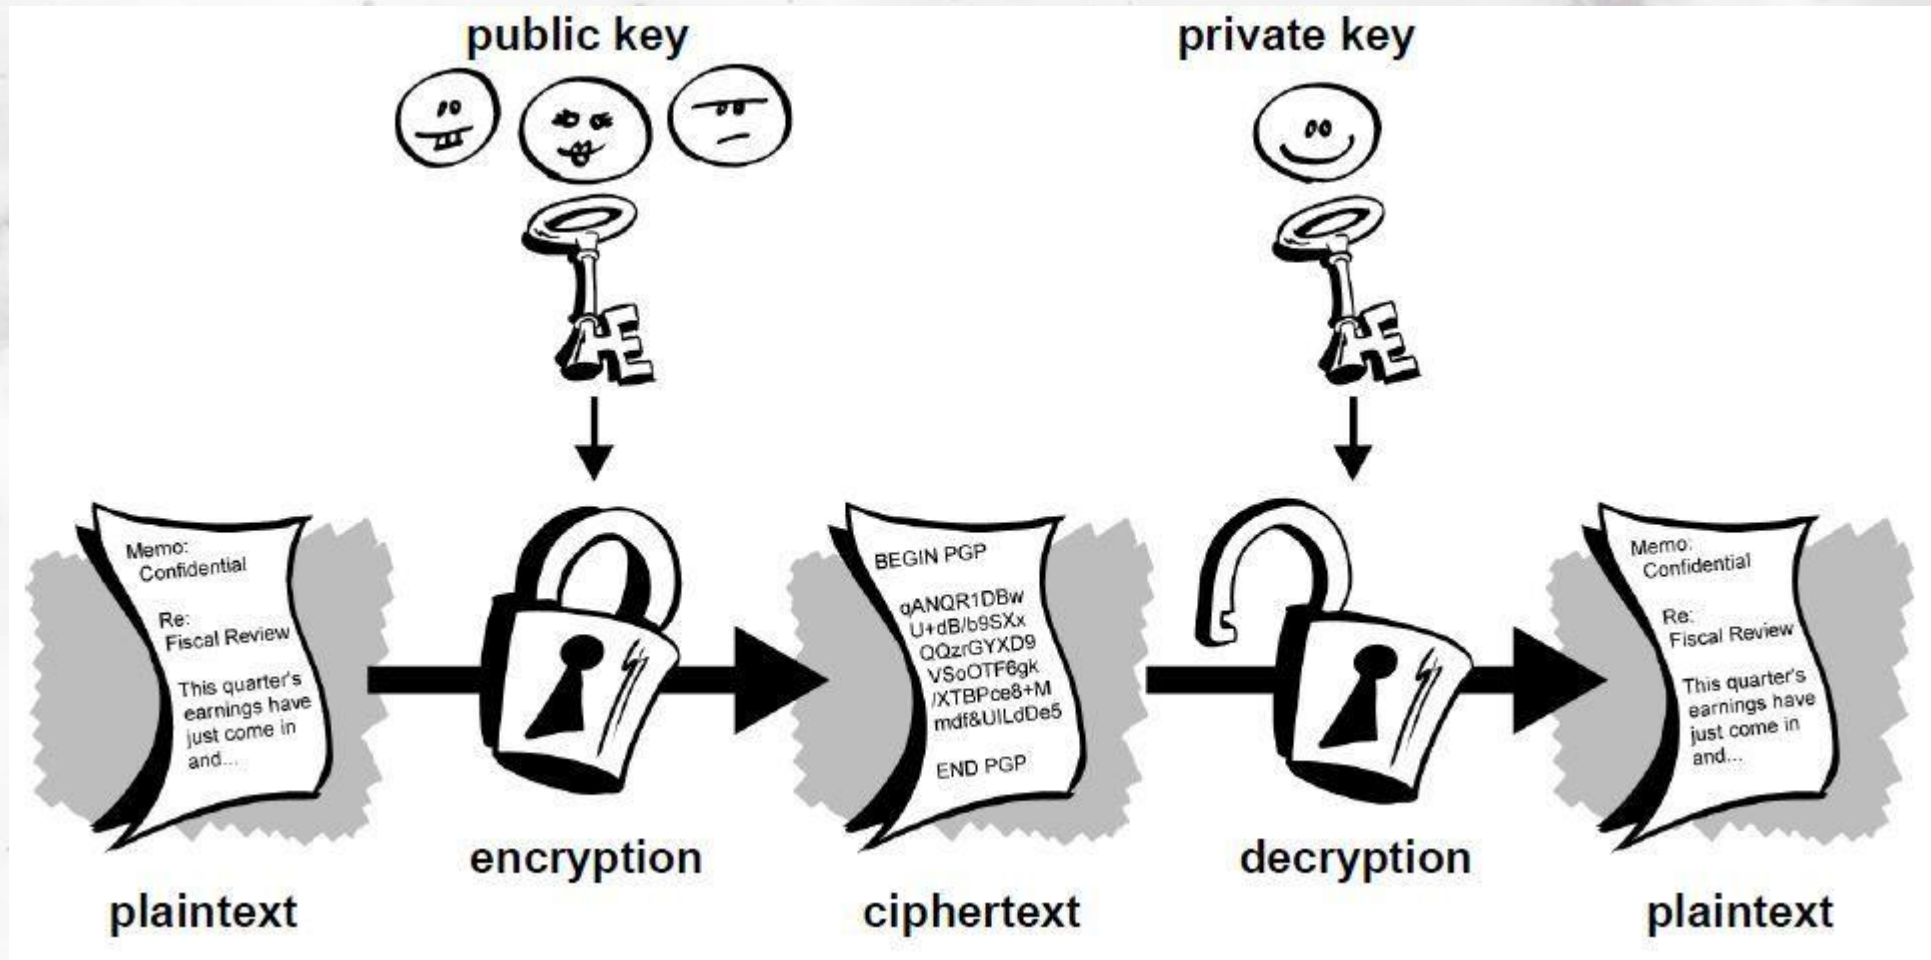 public key
private key
Memo:
Confidential
Re:
Fiscal Review
This quarter's
earnings have
just come in
and...
BEGIN PGP
qANQR1DBw
U+dB/b9SXx
QQzrGYXD9
VSoOTF6gk
/XTBPce8+M
mdf&UILdDe5
END PGP
Memo:
Confidential
Re:
Fiscal Review
This quarter's
earnings have
just come in
and...
encryption
decryption
plaintext
ciphertext
plaintext